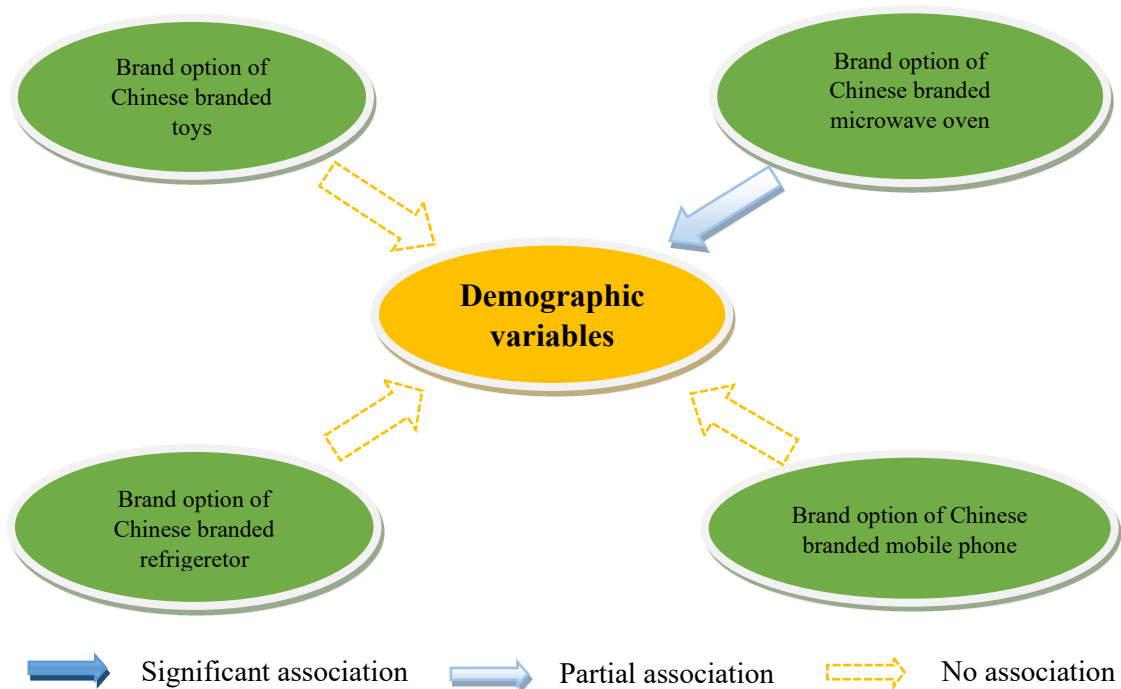 Brand option of
Chinese branded
toys
Brand option of
Chinese branded
microwave oven
Demographic
variables
Brand option of
Chinese branded
refrigeretor
Brand option of Chinese
branded mobile phone
Significant association
Partial association
No association